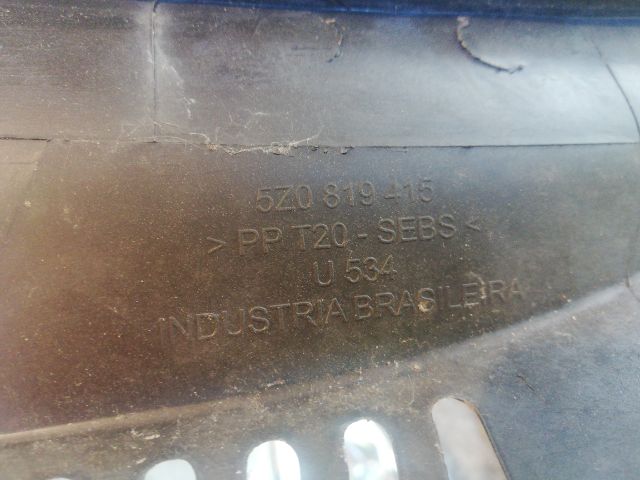 5Z0 819 415
> PP T20 - SEBS <
U 534
INDUSTRIA BRASILEIRA